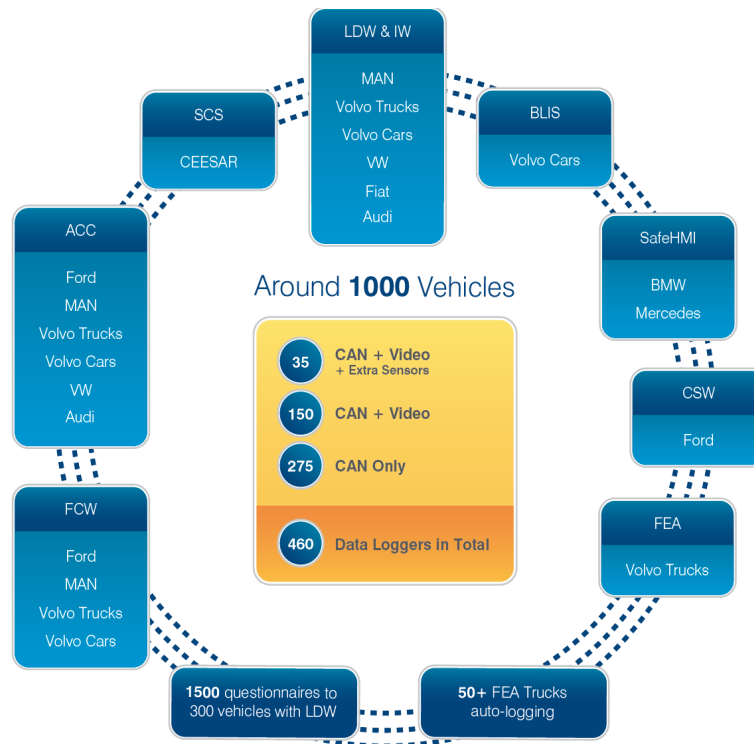 LDW & IW
MAN
Volvo Trucks
Volvo Cars
VW
Fiat
Audi
SCS
CEESAR
BLIS
Volvo Cars
ACC
Ford
MAN
Volvo Trucks
Volvo Cars
VW
Audi
SafeHMI
BMW
Mercedes
Around 1000 Vehicles
35 CAN + Video
+ Extra Sensors
150 CAN + Video
275 CAN Only
460 Data Loggers in Total
CSW
Ford
FCW
Ford
MAN
Volvo Trucks
Volvo Cars
FEA
Volvo Trucks
1500 questionnaires to
300 vehicles with LDW
50+ FEA Trucks
auto-logging